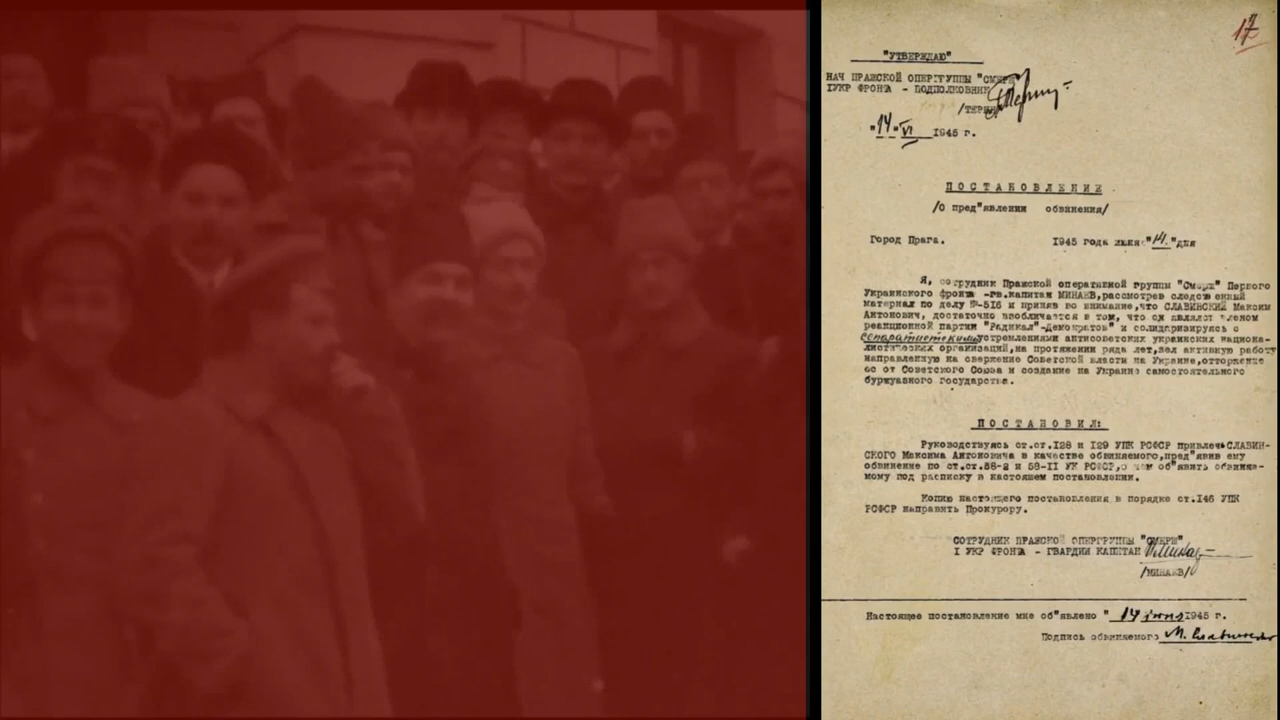 17
"УТВЕРЖДАЮ"
НАЧ ПРАЖСКОЙ ОПЕРГРУППЫ "СМЕРШ"
IУКР ФРОНТА - ПОДПОЛКОВНИК
"14" VI 1945 г.
ПОСТАНОВЛЕНИЕ
/О пред"явлении обвинения/
Город Прага. 1945 года июня "14" дня
Я, сотрудник Пражской оперативной группы "Смерш" Первого
Украинского фронта -гв.капитан МИНАЕВ,рассмотрев следственный
материал по делу №-516 и приняв во внимание,что СЛАВИНСКИЙ Максим
Антонович, достаточно изобличается в том, что он являлся членом
реакционной партии "Радикал"-Демократов" и солидаризируясь с
сепаратистскими устремлениями антисоветских украинских национа-
листических организаций,на протяжении ряда лет,вел активную работу
направленную на свержение Советской власти на Украине,отторжение
ее от Советского Союза и создание на Украине самостоятельного
буржуазного государства.
ПОСТАНОВИЛ:
Руководствуясь ст.ст.128 и 129 УПК РСФСР привлечь СЛАВИН-
СКОГО Максима Антоновича в качестве обвиняемого,пред"явив ему
обвинение по ст.ст.58-2 и 58-11 УК РСФСР,о чем об"явить обвиняе-
мому под расписку в настоящем постановлении.
Копию настоящего постановления в порядке ст.146 УПК
РСФСР направить Прокурору.
СОТРУДНИК ПРАЖСКОЙ ОПЕРГРУППЫ "СМЕРШ"
I УКР ФРОНТА - ГВАРДИИ КАПИТАН
/МИНАЕВ/
Настоящее постановление мне об"явлено "14 июня 1945 г.
Подпись обвиняемого М. Славинский